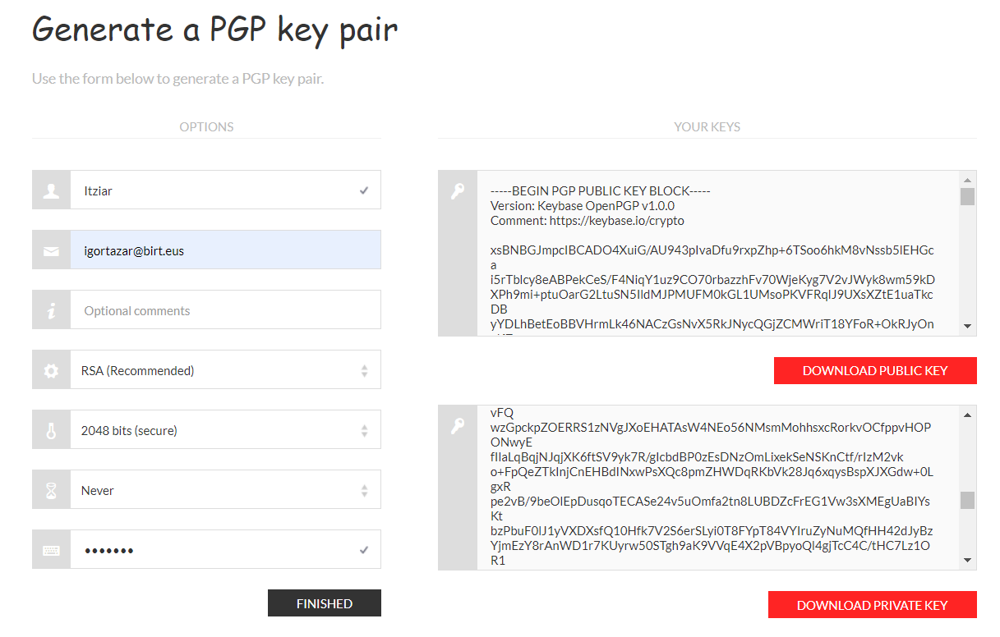 Generate a PGP key pair
Use the form below to generate a PGP key pair.
OPTIONS
Itziar
igortazar@birt.eus
Optional comments
RSA (Recommended)
2048 bits (secure)
Never
FINISHED
YOUR KEYS
-----BEGIN PGP PUBLIC KEY BLOCK-----
Version: Keybase OpenPGP v1.0.0
Comment: https://keybase.io/crypto
xsBNBGJmpcIBCADO4XuiG/AU943pIvaDfu9rxpZhp+6TSoo6hkM8vNssb5lEHGc
a
i5rTblcy8eABPekCeS/F4NiqY1uz9CO70rbazzhFv70WjeKyg7V2vJWyk8wm59kD
XPh9mi+ptuOarG2LtuSN5IldMJPMUFM0kGL1UMsoPKVFRqlJ9UXsXZtE1uaTkc
DB
yYDLhBetEoBBVHrmLk46NACzGsNvX5RkJNycQGjZCMWriT18YFoR+OkRJyOn
DOWNLOAD PUBLIC KEY
vFQ
wzGpckpZOERRS1zNVgJXoEHATAsW4NEo56NMsmMohhsxcRorkvOCfppvHOP
ONwyE
fIIaLqBqjNJqjXK6ftSV9yk7R/gIcbdBP0zEsDNzOmLixekSeNSKnCtf/rIzM2vk
o+FpQeZTkInjCnEHBdINxwPsXQc8pmZHWDqRKbVk28Jq6xqysBspXJXGdw+0L
gxR
pe2vB/9beOlEpDusqoTECASe24v5uOmfa2tn8LUBDZcFrEG1Vw3sXMEgUaBIYs
Kt
bzPbuF0lJ1yVXDXsfQ10Hfk7V2S6erSLyi0T8FYpT84VYIruZyNuMQfHH42dJyBz
YjmEzY8rAnWD1r7KUyrw50STgh9aK9VVqE4X2pVBpyoQl4gjTcC4C/tHC7Lz1O
R1
DOWNLOAD PRIVATE KEY